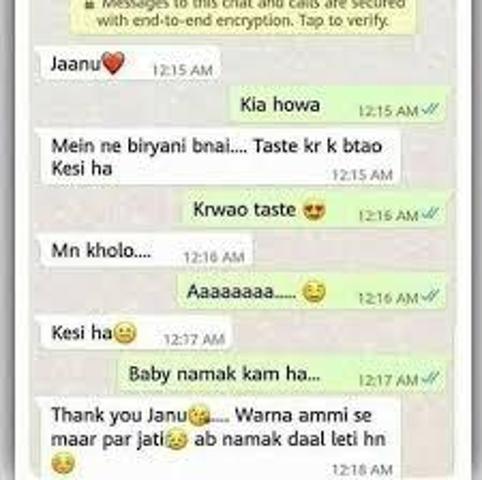 🔒 Messages to this chat and calls are secured
with end-to-end encryption. Tap to verify.
Jaanu❤️ 12:15 AM
Kia howa 12:15 AM
Mein ne biryani bnai.... Taste kr k btao
Kesi ha 12:15 AM
Krwao taste 😍 12:16 AM
Mn kholo.... 12:16 AM
Aaaaaaaa..... 😋 12:16 AM
Kesi ha😐 12:17 AM
Baby namak kam ha... 12:17 AM
Thank you Janu😘.... Warna ammi se
maar par jati😥 ab namak daal leti hn
☺️ 12:18 AM